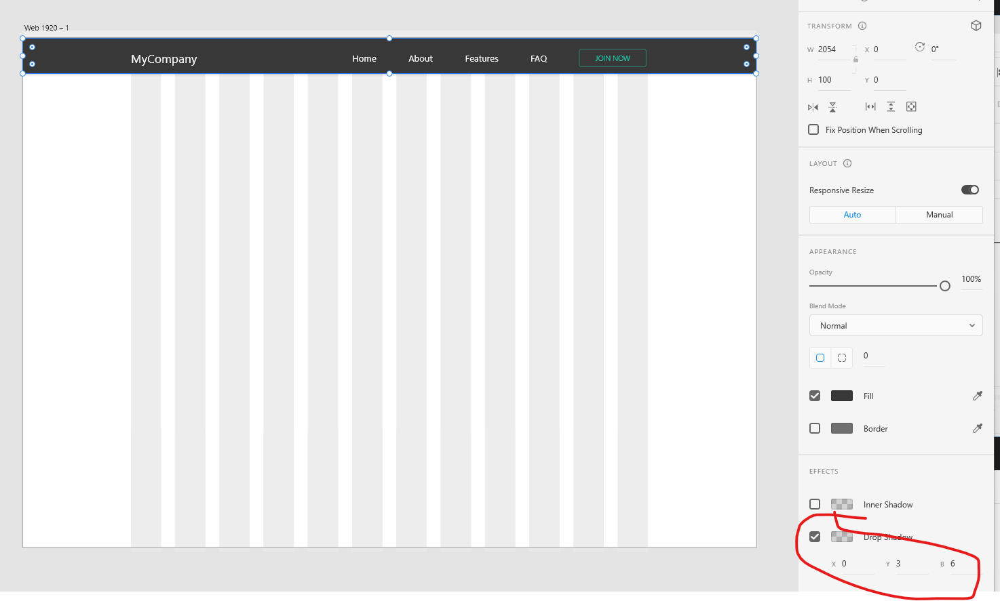 Web 1920 – 1
MyCompany Home About Features FAQ JOIN NOW
TRANSFORM
W 2054 X 0 0°
H 100 Y 0
Fix Position When Scrolling
LAYOUT
Responsive Resize
Auto Manual
APPEARANCE
Opacity
100%
Blend Mode
Normal
0
Fill
Border
EFFECTS
Inner Shadow
Drop Shadow
X 0 Y 3 B 6